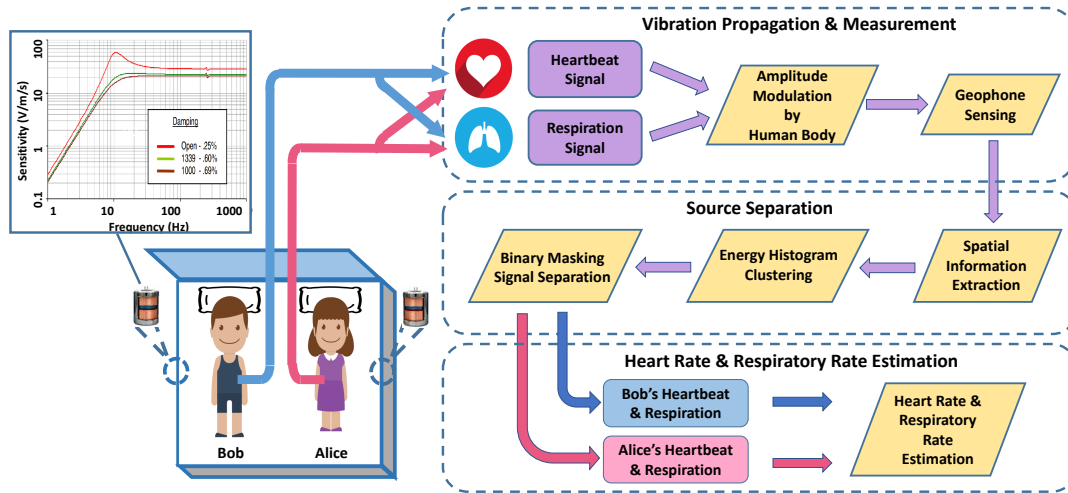 100
10
1
0.1
Sensitivity (V/m/s)
Damping
Open - .25%
1339 - .60%
1000 - .69%
1
10
100
1000
Frequency (Hz)
Bob
Alice
Vibration Propagation & Measurement
Heartbeat
Signal
Respiration
Signal
Amplitude
Modulation
by
Human Body
Geophone
Sensing
Source Separation
Binary Masking
Signal Separation
Energy Histogram
Clustering
Spatial
Information
Extraction
Heart Rate & Respiratory Rate Estimation
Bob's Heartbeat
& Respiration
Alice's Heartbeat
& Respiration
Heart Rate &
Respiratory
Rate
Estimation